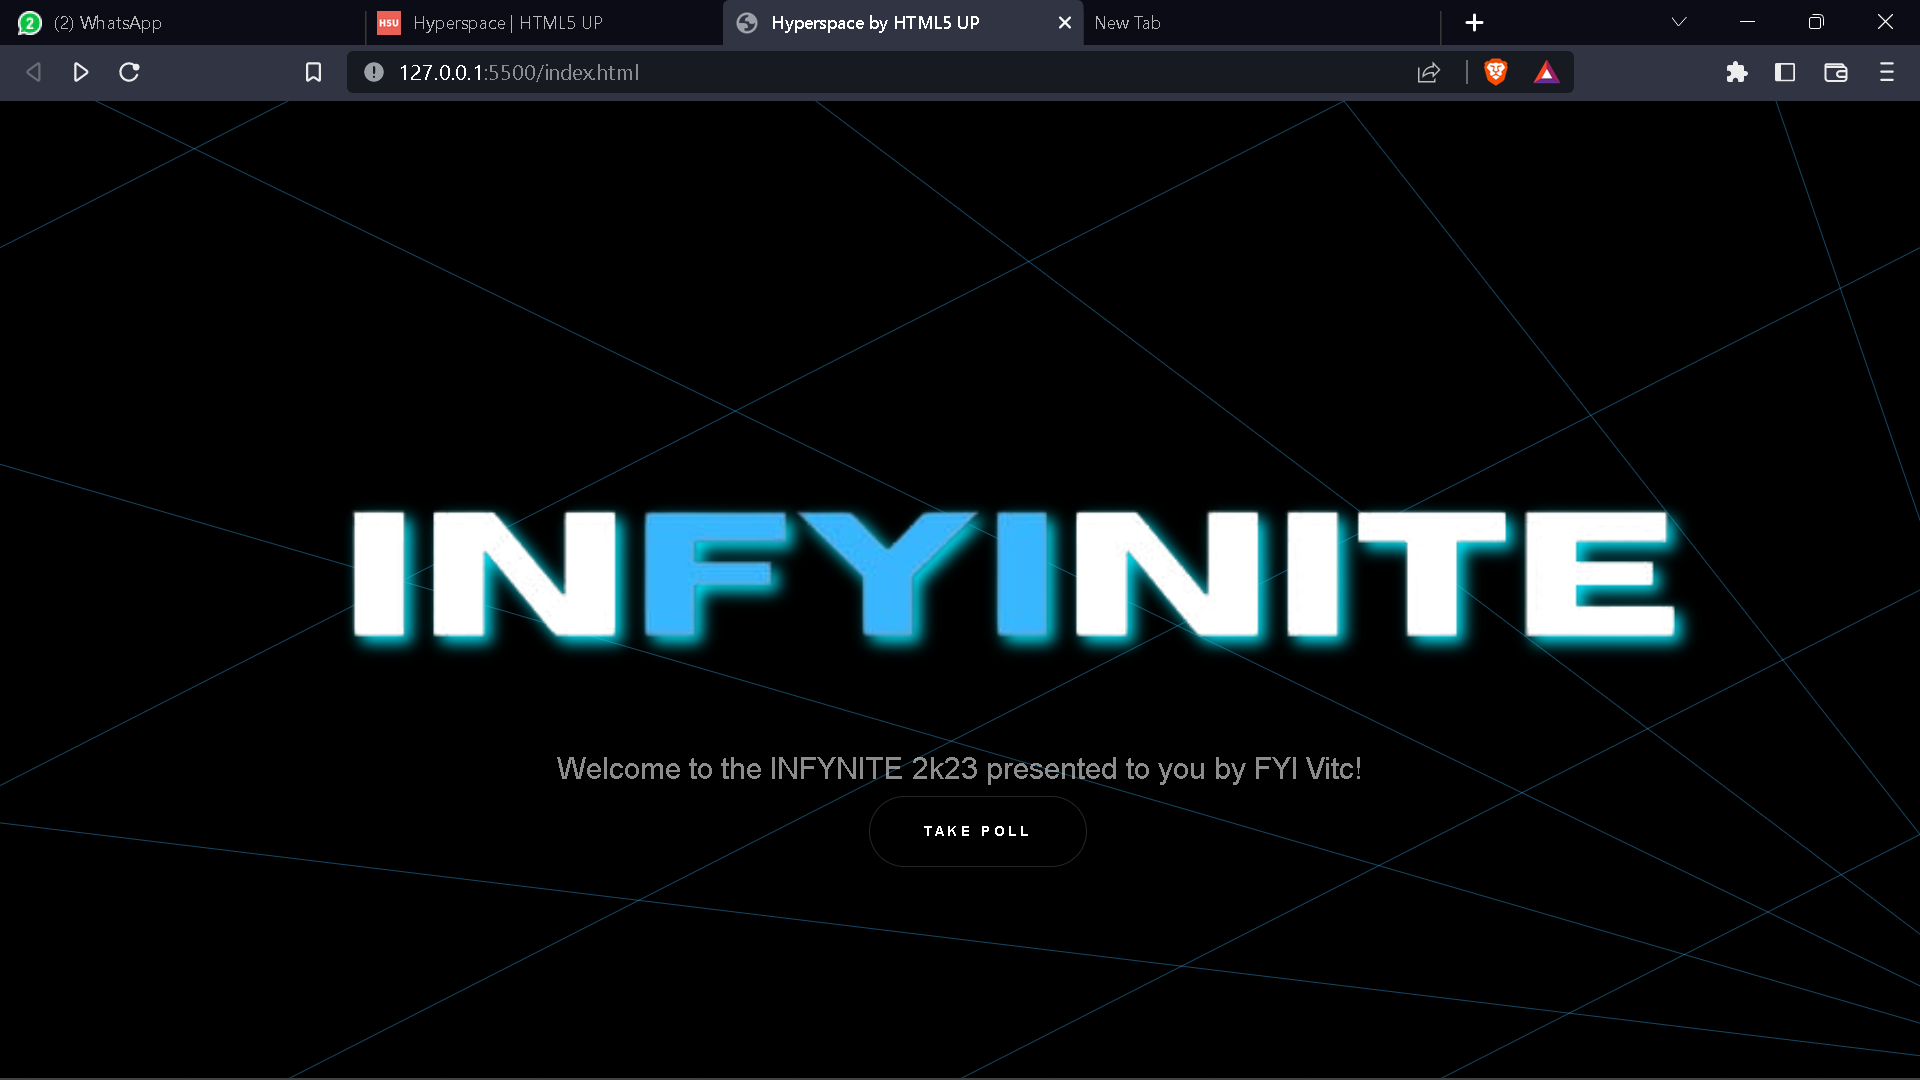 2 (2) WhatsApp
H5U Hyperspace | HTML5 UP
Hyperspace by HTML5 UP
New Tab
127.0.0.1:5500/index.html
INFYINITE
Welcome to the INFYNITE 2k23 presented to you by FYI Vitc!
TAKE POLL